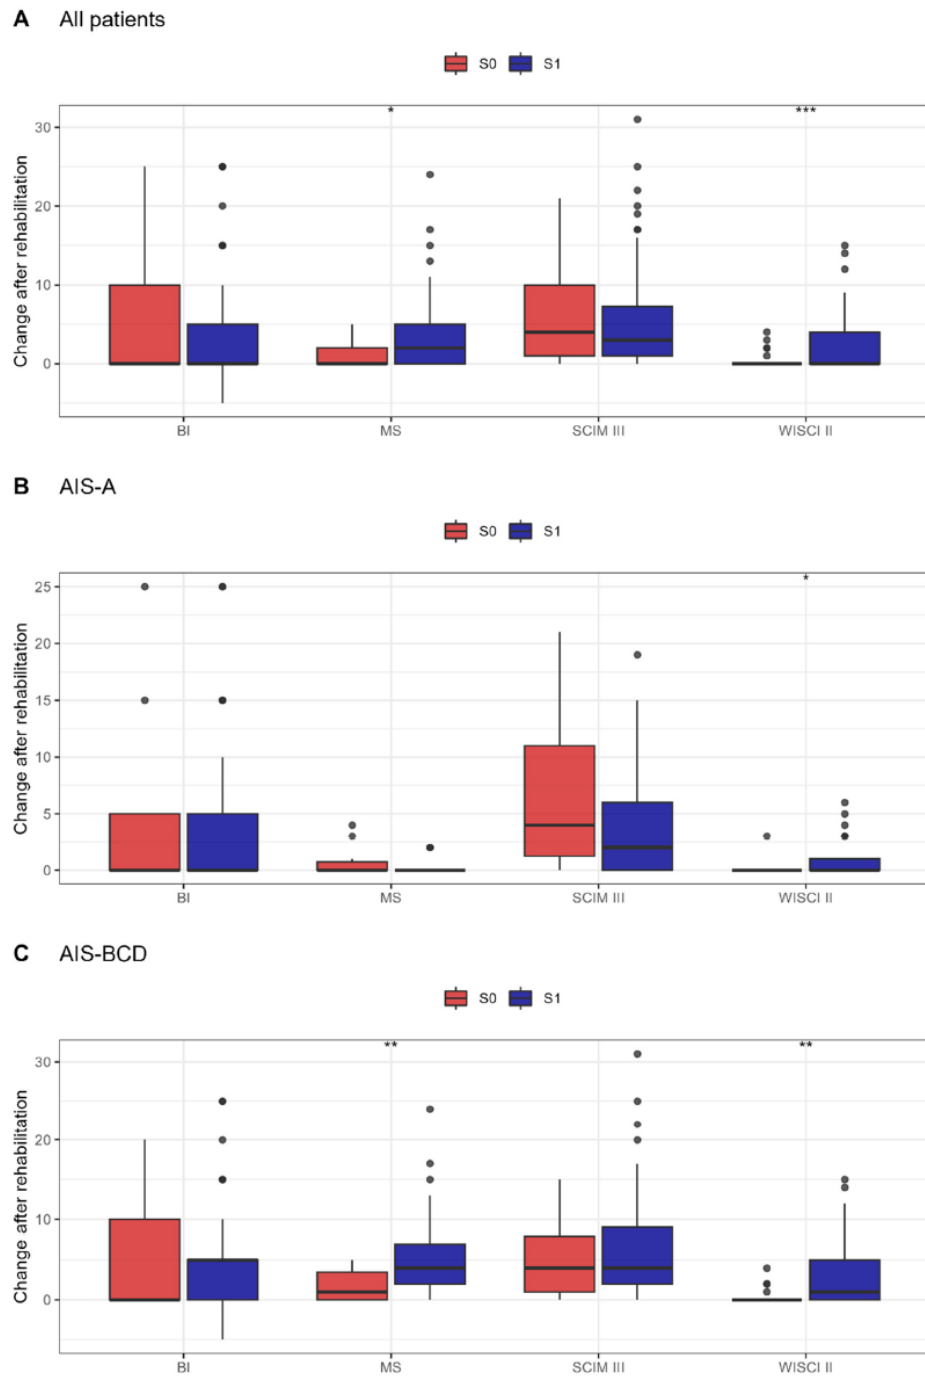 A All patients
S0 S1
*
***
30
20
10
0
Change after rehabilitation
BI MS SCIM III WISCI II
B AIS-A
S0 S1
*
25
20
15
10
5
0
Change after rehabilitation
BI MS SCIM III WISCI II
C AIS-BCD
S0 S1
**
**
30
20
10
0
Change after rehabilitation
BI MS SCIM III WISCI II